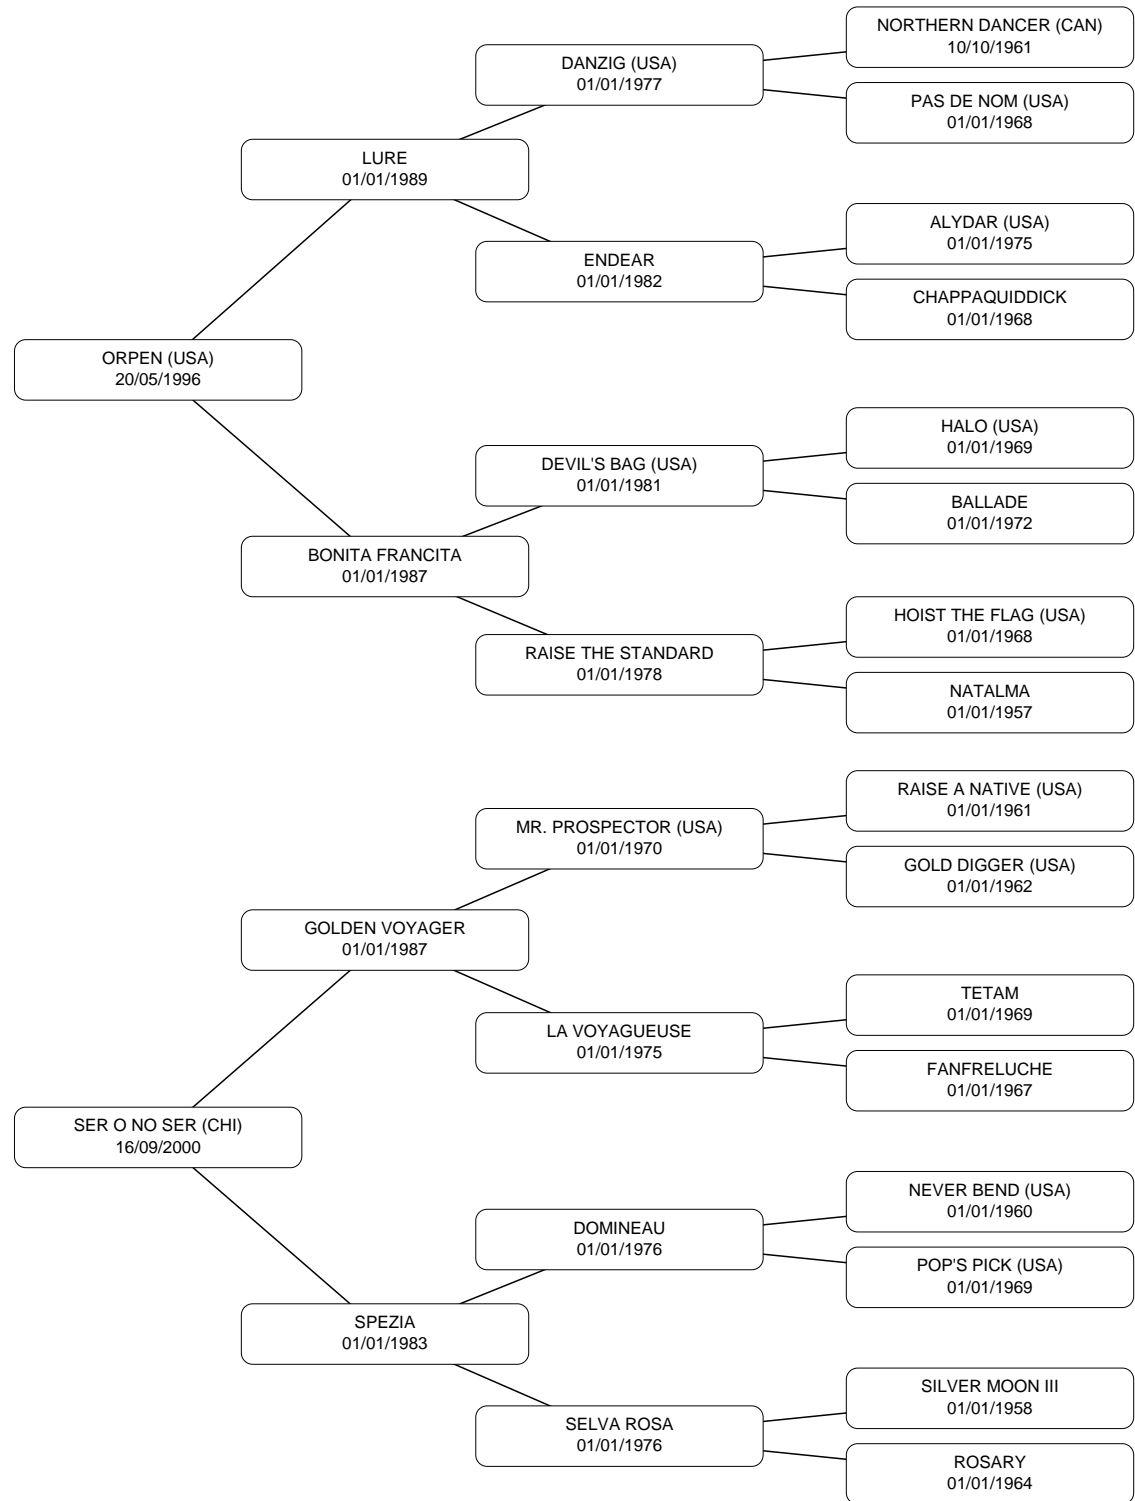 NORTHERN DANCER (CAN)
10/10/1961
DANZIG (USA)
01/01/1977
PAS DE NOM (USA)
01/01/1968
LURE
01/01/1989
ALYDAR (USA)
01/01/1975
ENDEAR
01/01/1982
CHAPPAQUIDDICK
01/01/1968
ORPEN (USA)
20/05/1996
HALO (USA)
01/01/1969
DEVIL'S BAG (USA)
01/01/1981
BALLADE
01/01/1972
BONITA FRANCITA
01/01/1987
HOIST THE FLAG (USA)
01/01/1968
RAISE THE STANDARD
01/01/1978
NATALMA
01/01/1957
RAISE A NATIVE (USA)
01/01/1961
MR. PROSPECTOR (USA)
01/01/1970
GOLD DIGGER (USA)
01/01/1962
GOLDEN VOYAGER
01/01/1987
TETAM
01/01/1969
LA VOYAGUEUSE
01/01/1975
FANFRELUCHE
01/01/1967
SER O NO SER (CHI)
16/09/2000
NEVER BEND (USA)
01/01/1960
DOMINEAU
01/01/1976
POP'S PICK (USA)
01/01/1969
SPEZIA
01/01/1983
SILVER MOON III
01/01/1958
SELVA ROSA
01/01/1976
ROSARY
01/01/1964